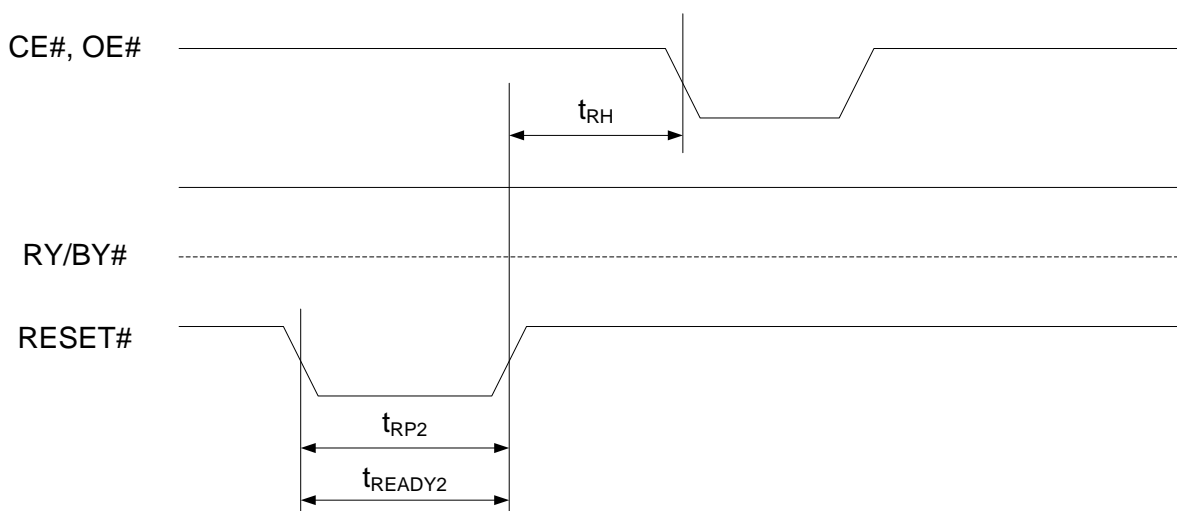 CE#, OE#
tRH
RY/BY#
RESET#
tRP2
tREADY2